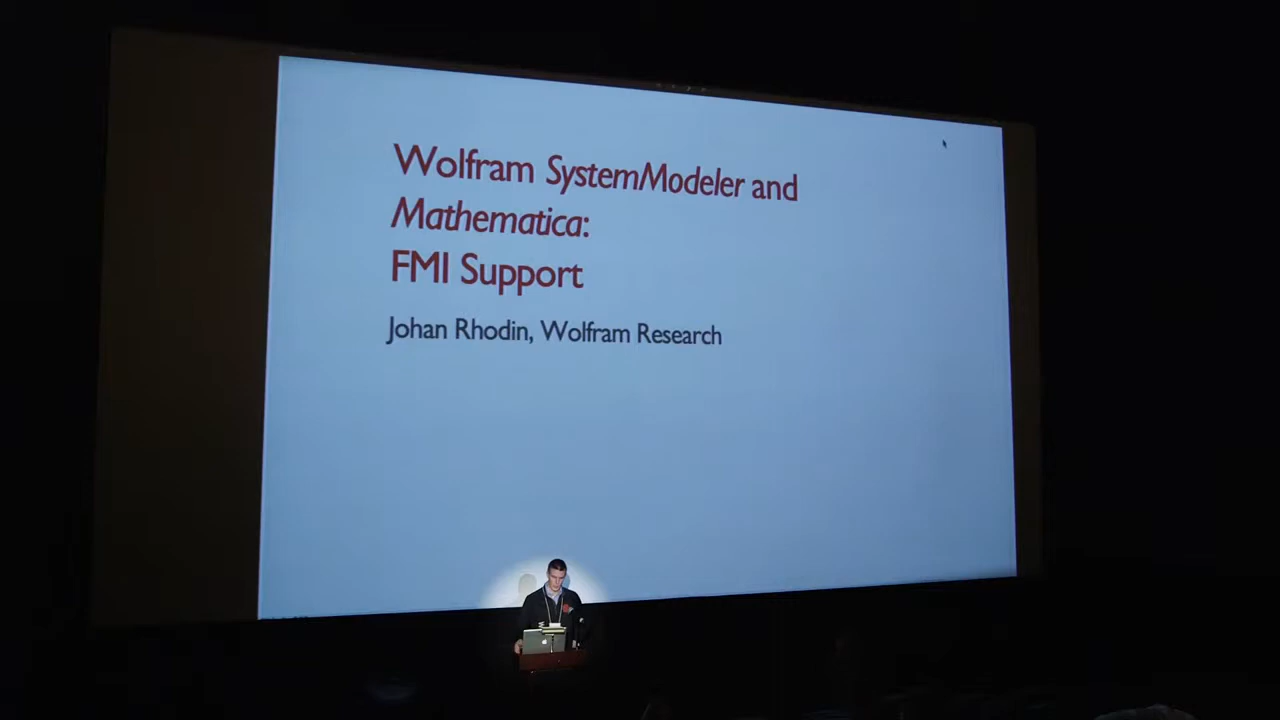 Wolfram SystemModeler and
Mathematica:
FMI Support
Johan Rhodin, Wolfram Research